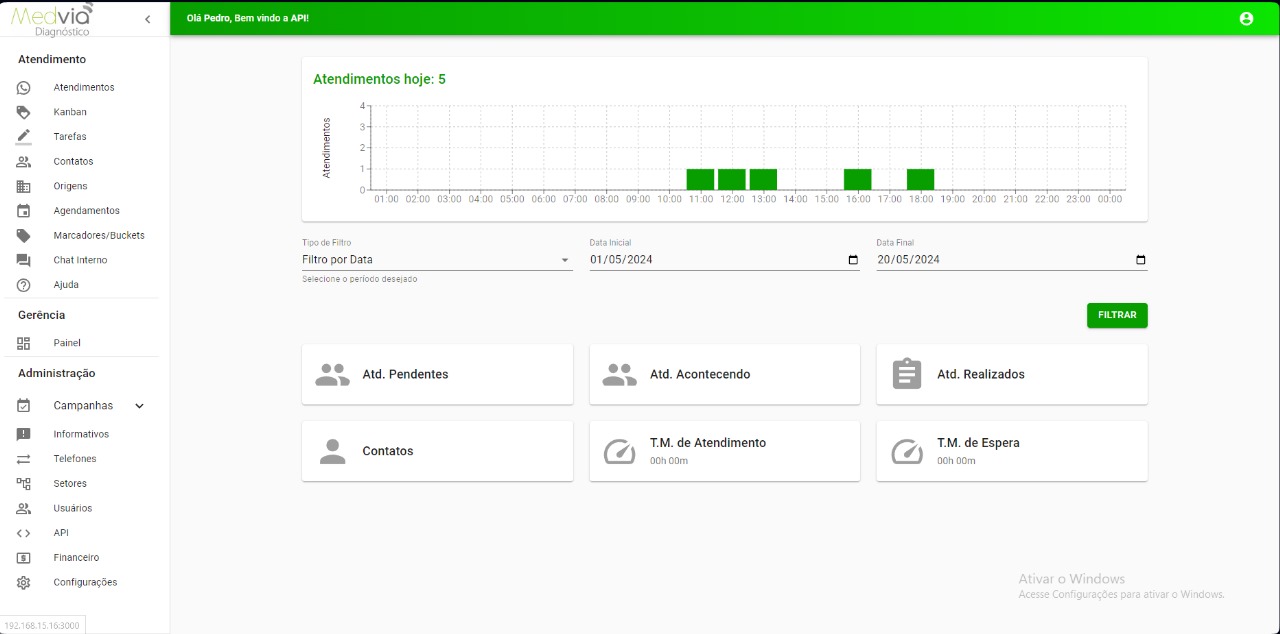 Medvia
Diagnóstico
Olá Pedro, Bem vindo a API!
Atendimento
Atendimentos
Kanban
Tarefas
Contatos
Origens
Agendamentos
Marcadores/Buckets
Chat Interno
Ajuda
Gerência
Painel
Administração
Campanhas
Informativos
Telefones
Setores
Usuários
API
Financeiro
Configurações
192.168.15.16:3000
Atendimentos hoje: 5
Atendimentos
4
3
2
1
0
01:00 02:00 03:00 04:00 05:00 06:00 07:00 08:00 09:00 10:00 11:00 12:00 13:00 14:00 15:00 16:00 17:00 18:00 19:00 20:00 21:00 22:00 23:00 00:00
Tipo de Filtro
Filtro por Data
Selecione o período desejado
Data Inicial
01/05/2024
Data Final
20/05/2024
FILTRAR
Atd. Pendentes
Atd. Acontecendo
Atd. Realizados
Contatos
T.M. de Atendimento
00h 00m
T.M. de Espera
00h 00m
Ativar o Windows
Acesse Configurações para ativar o Windows.